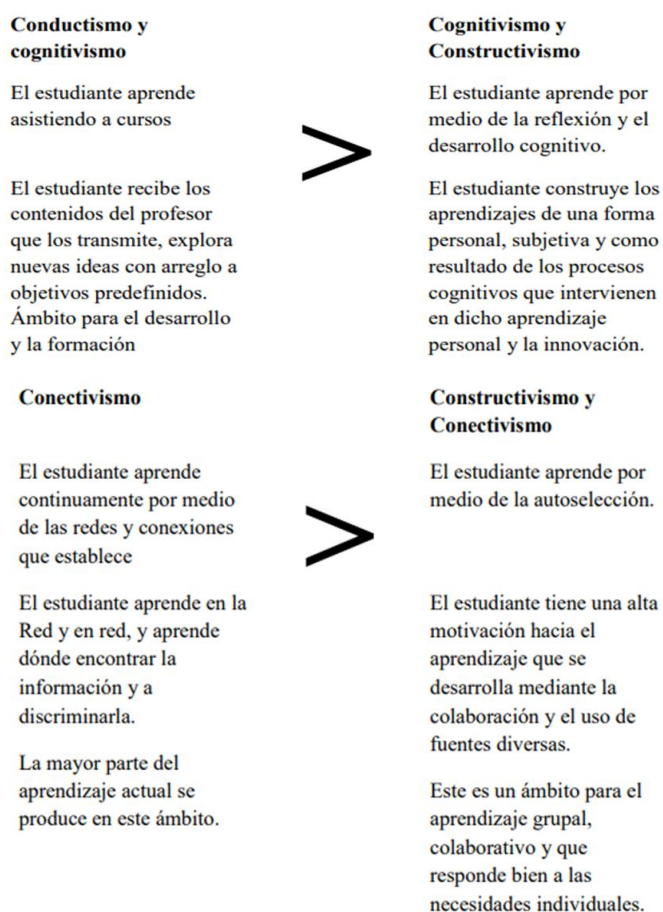 Conductismo y
cognitivismo
El estudiante aprende
asistiendo a cursos
El estudiante recibe los
contenidos del profesor
que los transmite, explora
nuevas ideas con arreglo a
objetivos predefinidos.
Ámbito para el desarrollo
y la formación
>
Cognitivismo y
Constructivismo
El estudiante aprende por
medio de la reflexión y el
desarrollo cognitivo.
El estudiante construye los
aprendizajes de una forma
personal, subjetiva y como
resultado de los procesos
cognitivos que intervienen
en dicho aprendizaje
personal y la innovación.
Conectivismo
El estudiante aprende
continuamente por medio
de las redes y conexiones
que establece
El estudiante aprende en la
Red y en red, y aprende
dónde encontrar la
información y a
discriminarla.
La mayor parte del
aprendizaje actual se
produce en este ámbito.
>
Constructivismo y
Conectivismo
El estudiante aprende por
medio de la autoselección.
El estudiante tiene una alta
motivación hacia el
aprendizaje que se
desarrolla mediante la
colaboración y el uso de
fuentes diversas.
Este es un ámbito para el
aprendizaje grupal,
colaborativo y que
responde bien a las
necesidades individuales.